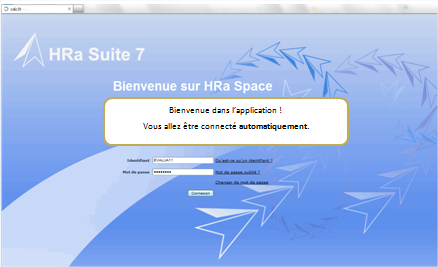 cdc.fr
HRa Suite 7
Bienvenue sur HRa Space
Bienvenue dans l'application !
Vous allez être connecté automatiquement.
Identifiant EVALUA11 Qu'est-ce qu'un identifiant ?
Mot de passe •••••••• Mot de passe oublié ?
Changer de mot de passe
Connexion